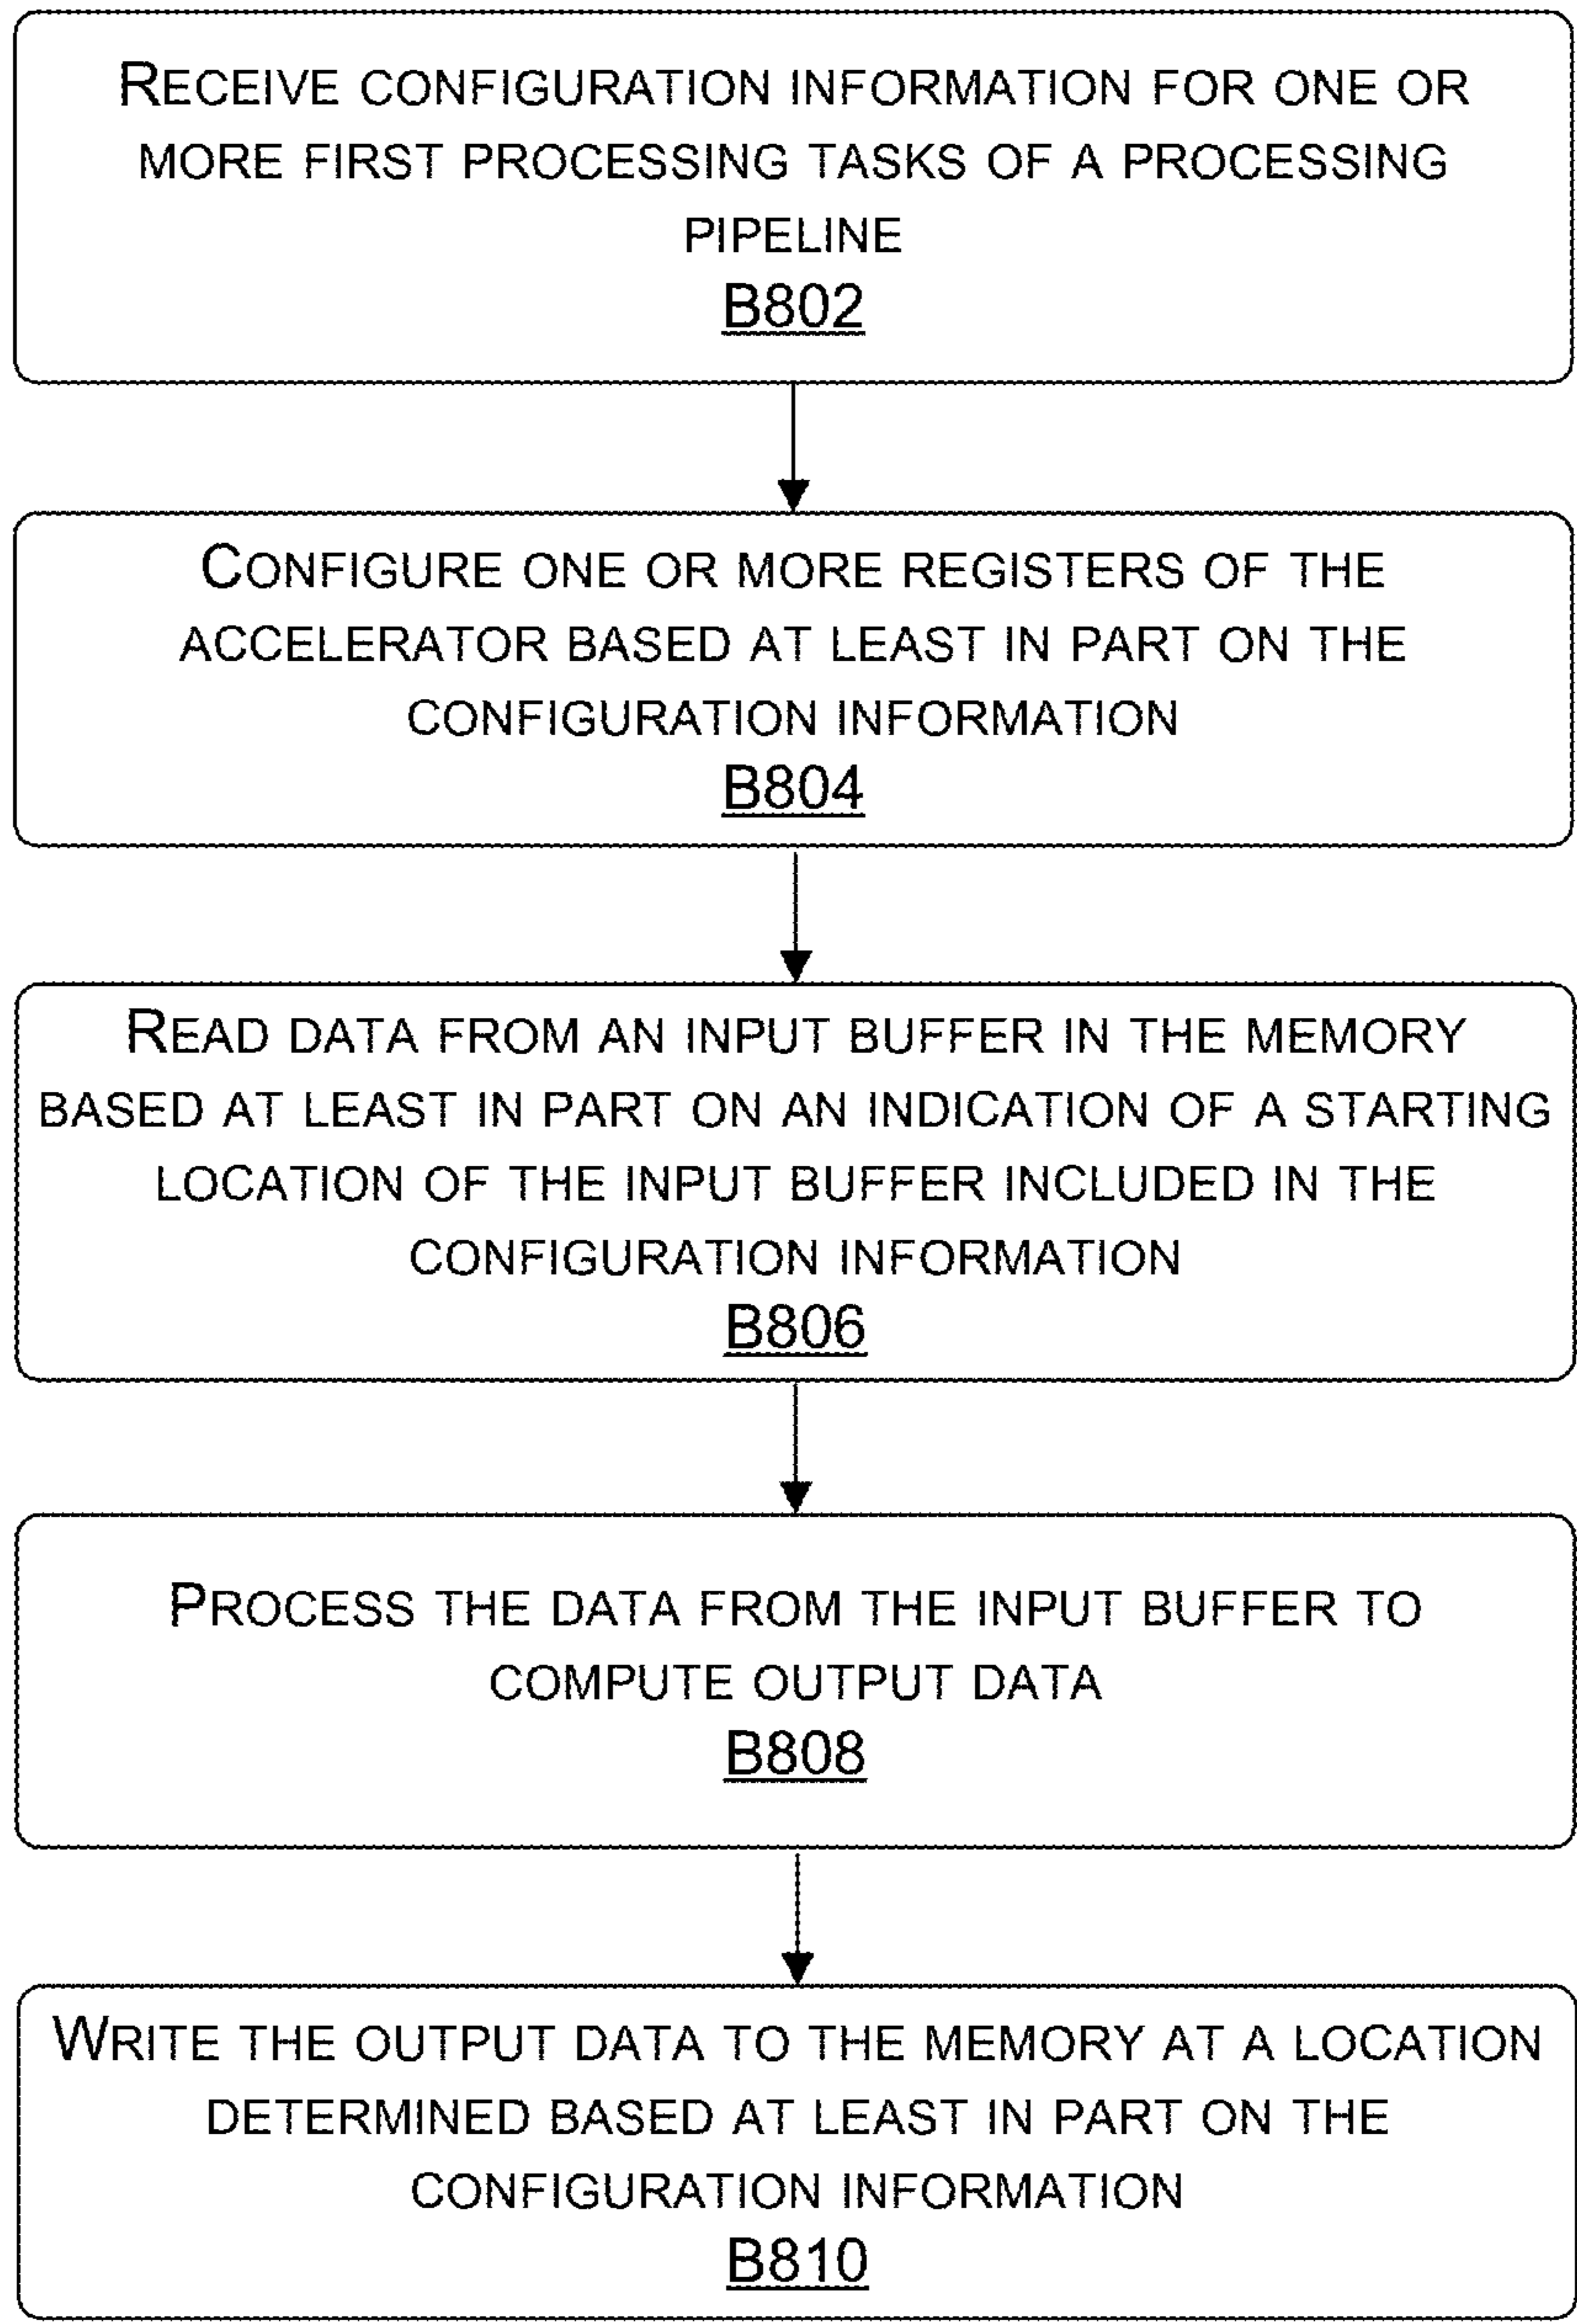 RECEIVE CONFIGURATION INFORMATION FOR ONE OR
MORE FIRST PROCESSING TASKS OF A PROCESSING
PIPELINE
B802
CONFIGURE ONE OR MORE REGISTERS OF THE
ACCELERATOR BASED AT LEAST IN PART ON THE
CONFIGURATION INFORMATION
B804
READ DATA FROM AN INPUT BUFFER IN THE MEMORY
BASED AT LEAST IN PART ON AN INDICATION OF A STARTING
LOCATION OF THE INPUT BUFFER INCLUDED IN THE
CONFIGURATION INFORMATION
B806
PROCESS THE DATA FROM THE INPUT BUFFER TO
COMPUTE OUTPUT DATA
B808
WRITE THE OUTPUT DATA TO THE MEMORY AT A LOCATION
DETERMINED BASED AT LEAST IN PART ON THE
CONFIGURATION INFORMATION
B810